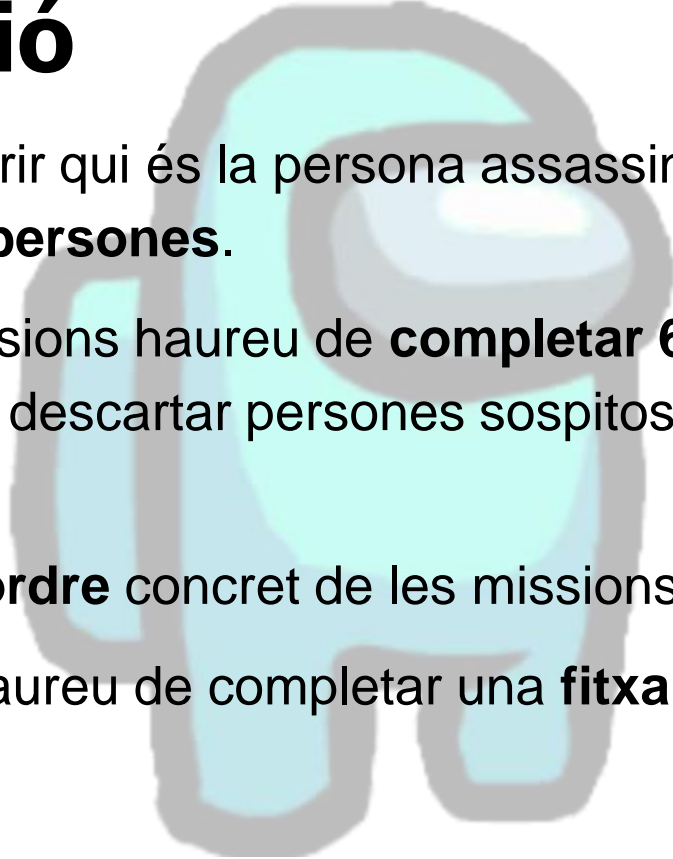 ió
rir qui és la persona assassin
persones.
sions haureu de completar 6
descartar persones sospitos
ordre concret de les missions
aureu de completar una fitxa